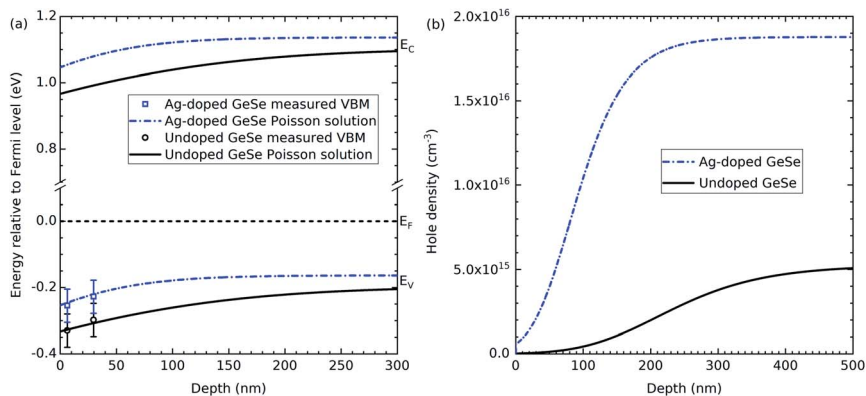 (a)
1.2
1.0
0.8
0.0
-0.2
-0.4
Energy relative to Fermi level (eV)
E_C
Ag-doped GeSe measured VBM
Ag-doped GeSe Poisson solution
Undoped GeSe measured VBM
Undoped GeSe Poisson solution
E_F
E_V
0 50 100 150 200 250 300
Depth (nm)
(b)
2.0x10^16
1.5x10^16
1.0x10^16
5.0x10^15
0.0
Hole density (cm^-3)
Ag-doped GeSe
Undoped GeSe
0 100 200 300 400 500
Depth (nm)